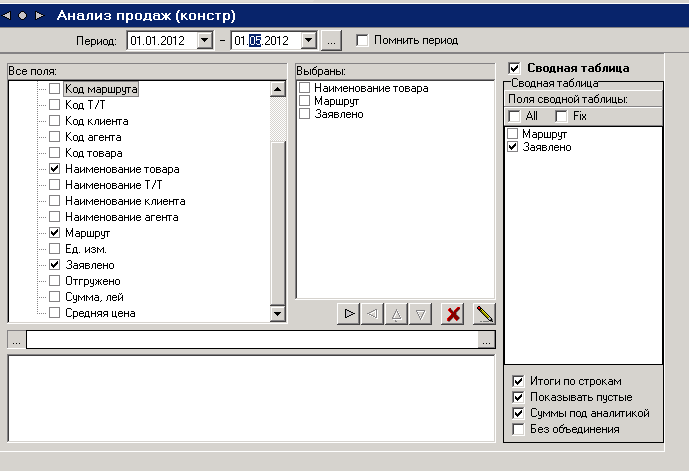 Анализ продаж (констр)
Период: 01.01.2012 – 01.05.2012 ... Помнить период
Все поля:
Код маршрута
Код Т/Т
Код клиента
Код агента
Код товара
Наименование товара
Наименование Т/Т
Наименование клиента
Наименование агента
Маршрут
Ед. изм.
Заявлено
Отгружено
Сумма, лей
Средняя цена
Выбраны:
Наименование товара
Маршрут
Заявлено
... ...
Сводная таблица
Сводная таблица
Поля сводной таблицы:
All Fix
Маршрут
Заявлено
Итоги по строкам
Показывать пустые
Суммы под аналитикой
Без объединения